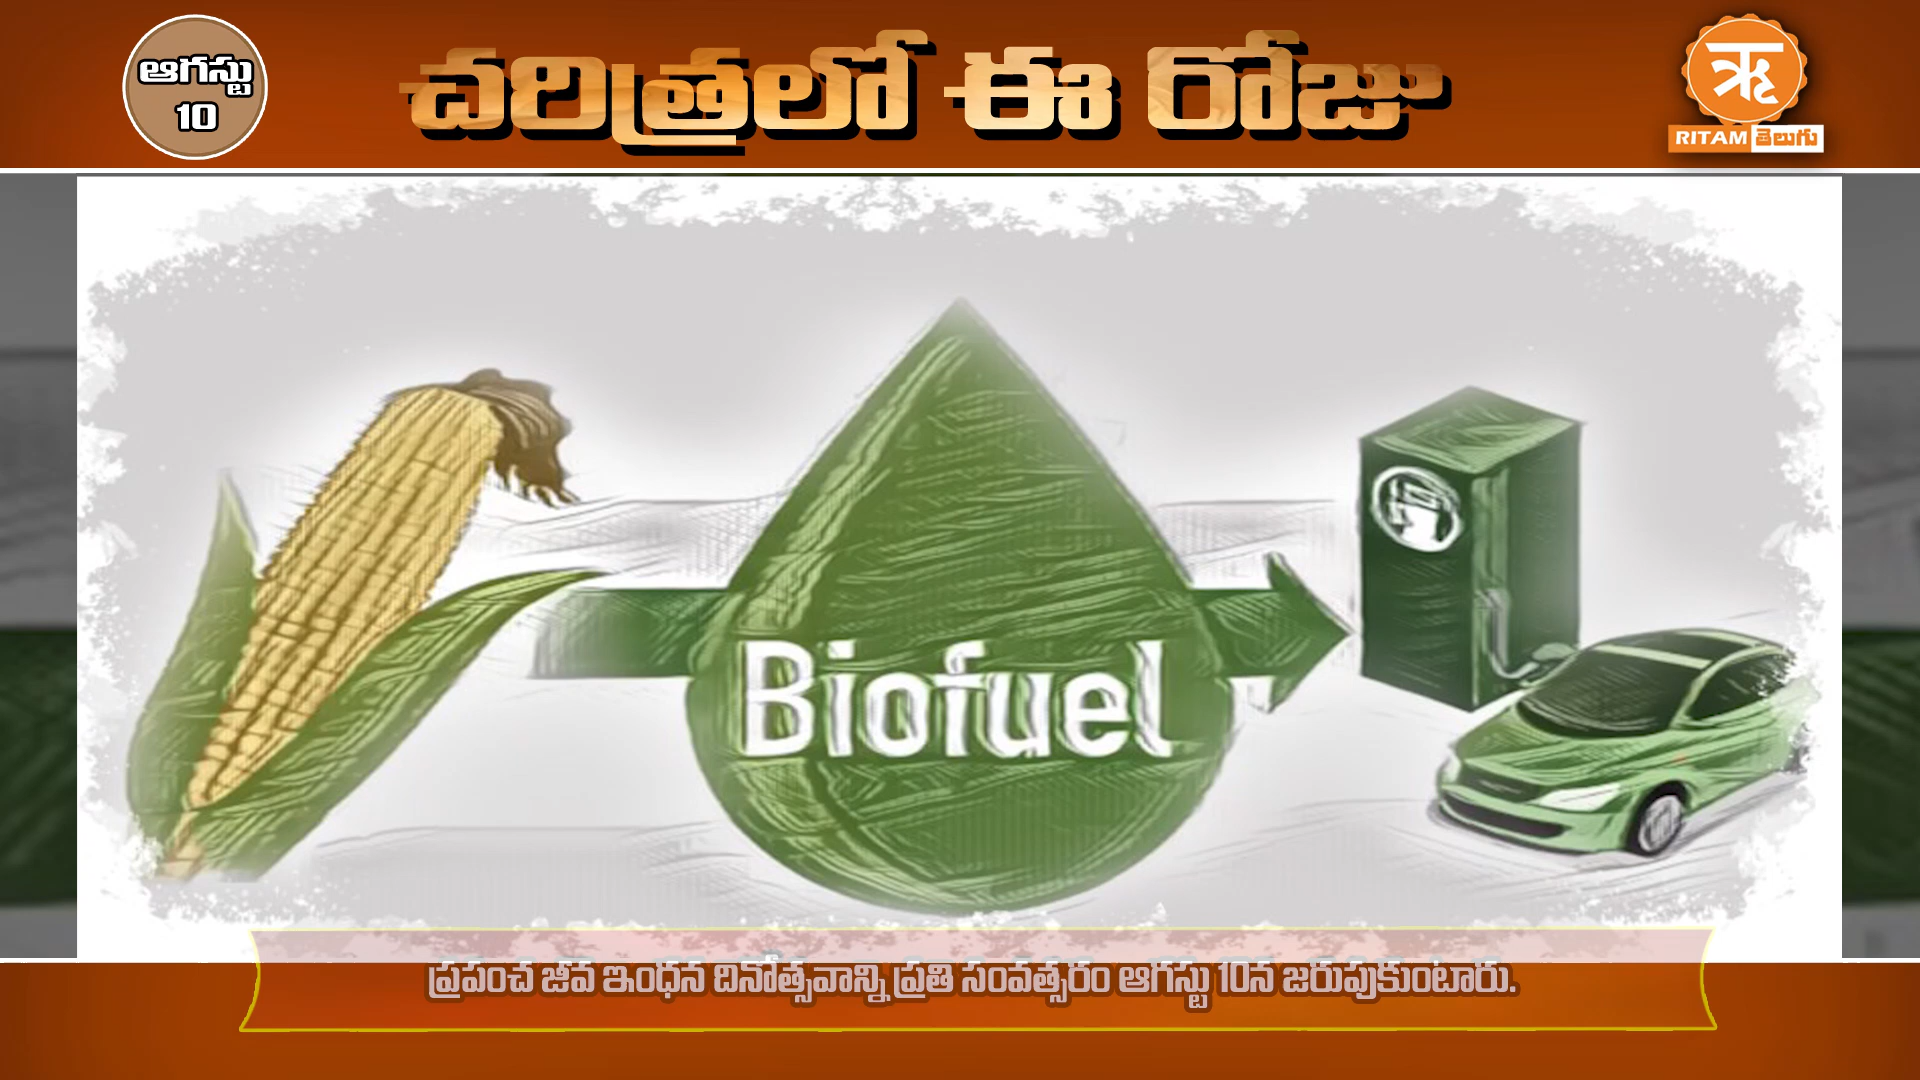 ఆగస్టు
10
చరిత్రలో ఈ రోజు
ఋ
RITAM తెలుగు
Biofuel
ప్రపంచ జీవ ఇంధన దినోత్సవాన్ని ప్రతి సంవత్సరం ఆగస్టు 10న జరుపుకుంటారు.